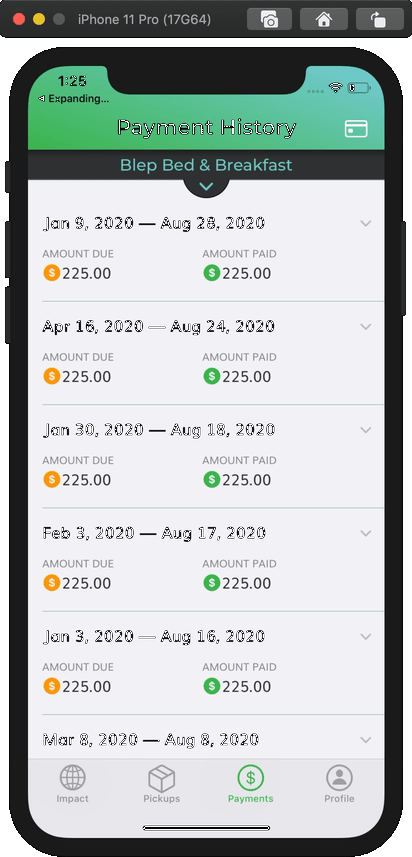 iPhone 11 Pro (17G64)
1:25
Expanding...
Payment History
Blep Bed & Breakfast
Jan 9, 2020 — Aug 28, 2020
AMOUNT DUE AMOUNT PAID
$ 225.00 $ 225.00
Apr 16, 2020 — Aug 24, 2020
AMOUNT DUE AMOUNT PAID
$ 225.00 $ 225.00
Jan 30, 2020 — Aug 18, 2020
AMOUNT DUE AMOUNT PAID
$ 225.00 $ 225.00
Feb 3, 2020 — Aug 17, 2020
AMOUNT DUE AMOUNT PAID
$ 225.00 $ 225.00
Jan 3, 2020 — Aug 16, 2020
AMOUNT DUE AMOUNT PAID
$ 225.00 $ 225.00
Mar 8, 2020 — Aug 8, 2020
$
Impact Pickups Payments Profile